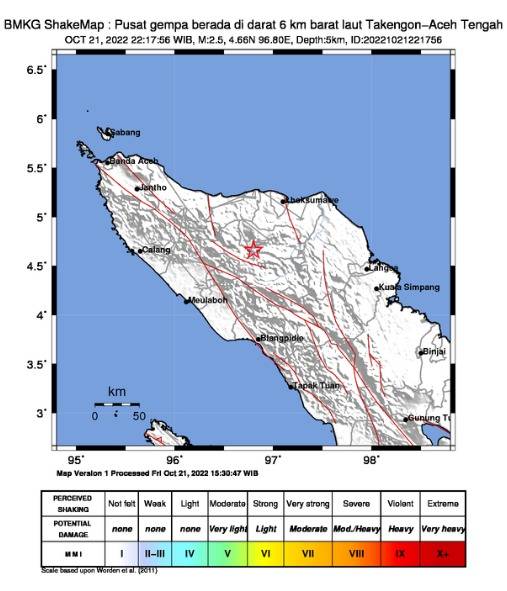 BMKG ShakeMap : Pusat gempa berada di darat 6 km barat laut Takengon-Aceh Tengah
OCT 21, 2022 22:17:56 WIB, M:2.5, 4.66N 96.80E, Depth:5km, ID:20221021221756
6.5°
6°
Sabang
5.5°
Banda Aceh
Jantho
Lhoksumawe
5°
Calang
4.5°
Langsa
Kuala Simpang
Meulaboh
4°
Blangpidie
3.5°
Binjai
Tapak Tuan
km
0 50
3°
Gunung Tu
95° 96° 97° 98°
Map Version 1 Processed Fri Oct 21, 2022 15:30:47 WIB
PERCEIVED SHAKING Not felt Weak Light Moderate Strong Very strong Severe Violent Extreme
POTENTIAL DAMAGE none none none Very light Light Moderate Mod./Heavy Heavy Very heavy
MMI I II-III IV V VI VII VIII IX X+
Scale based upon Worden et al. (2011)